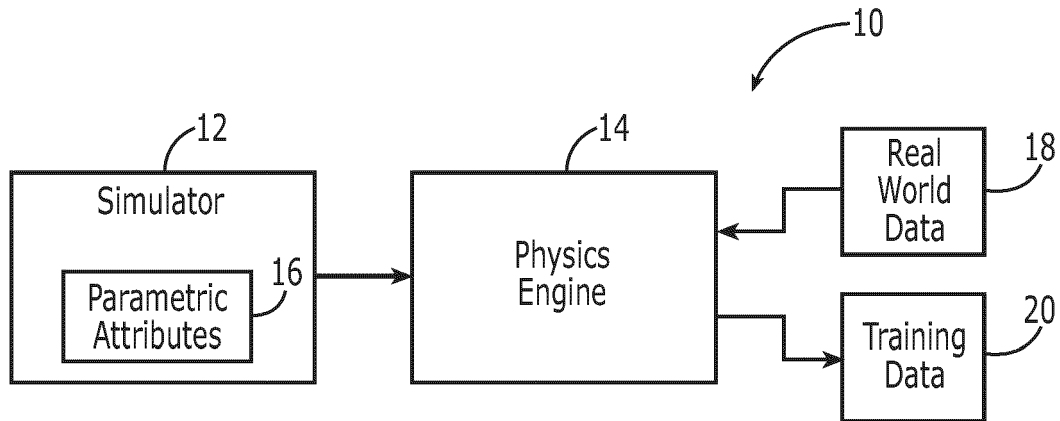 10
12
Simulator
16
Parametric
Attributes
14
Physics
Engine
18
Real
World
Data
20
Training
Data